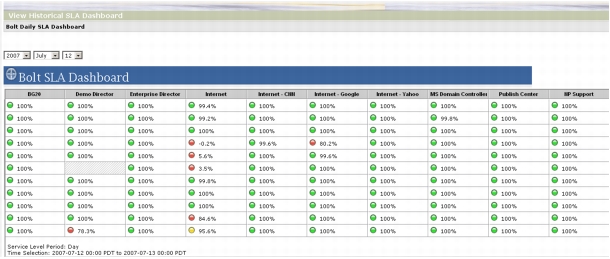 View Historical SLA Dashboard
Bolt Daily SLA Dashboard
2007 July 12
Bolt SLA Dashboard
BG20 Demo Director Enterprise Director Internet Internet - CNN Internet - Google Internet - Yahoo MS Domain Controller Publish Center HP Support
100% 100% 100% 99.4% 100% 100% 100% 100% 100% 100%
100% 100% 100% 99.2% 100% 100% 100% 99.8% 100% 100%
100% 100% 100% 100% 100% 100% 100% 100% 100% 100%
100% 100% 100% -0.2% 99.6% 80.2% 100% 100% 100% 100%
100% 100% 100% 5.6% 100% 99.6% 100% 100% 100% 100%
100% 100% 3.5% 100% 100% 100% 100% 100% 100%
100% 100% 100% 99.8% 100% 100% 100% 100% 100% 100%
100% 100% 100% 100% 100% 100% 100% 100% 100% 100%
100% 100% 100% 100% 100% 100% 100% 100% 100% 100%
100% 100% 100% 84.6% 100% 100% 100% 100% 100% 100%
100% 78.3% 100% 95.6% 100% 100% 100% 100% 100% 100%
Service Level Period: Day
Time Selection: 2007-07-12 00:00 PDT to 2007-07-13 00:00 PDT